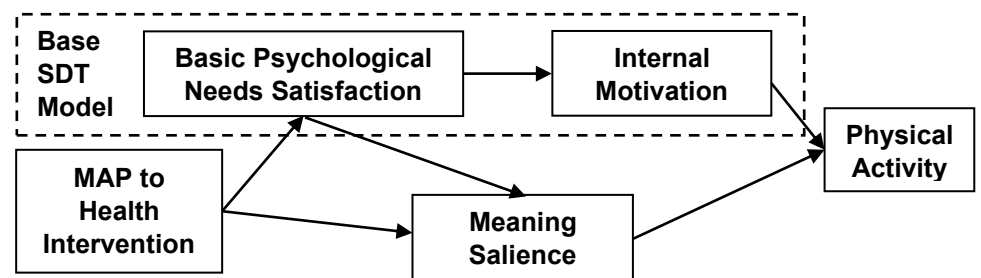 Base
SDT
Model
Basic Psychological
Needs Satisfaction
Internal
Motivation
Physical
Activity
MAP to
Health
Intervention
Meaning
Salience